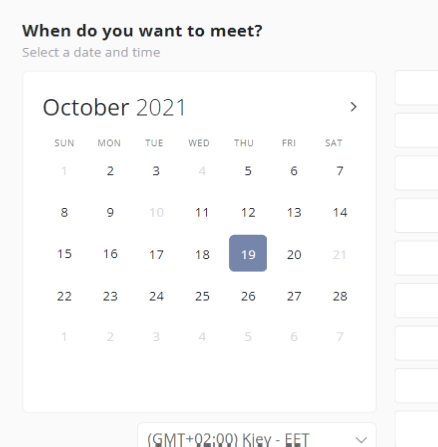 When do you want to meet?
Select a date and time
October 2021
SUN MON TUE WED THU FRI SAT
1 2 3 4 5 6 7
8 9 10 11 12 13 14
15 16 17 18 19 20 21
22 23 24 25 26 27 28
1 2 3 4 5 6 7
(GMT+02:00) Kiev - EET